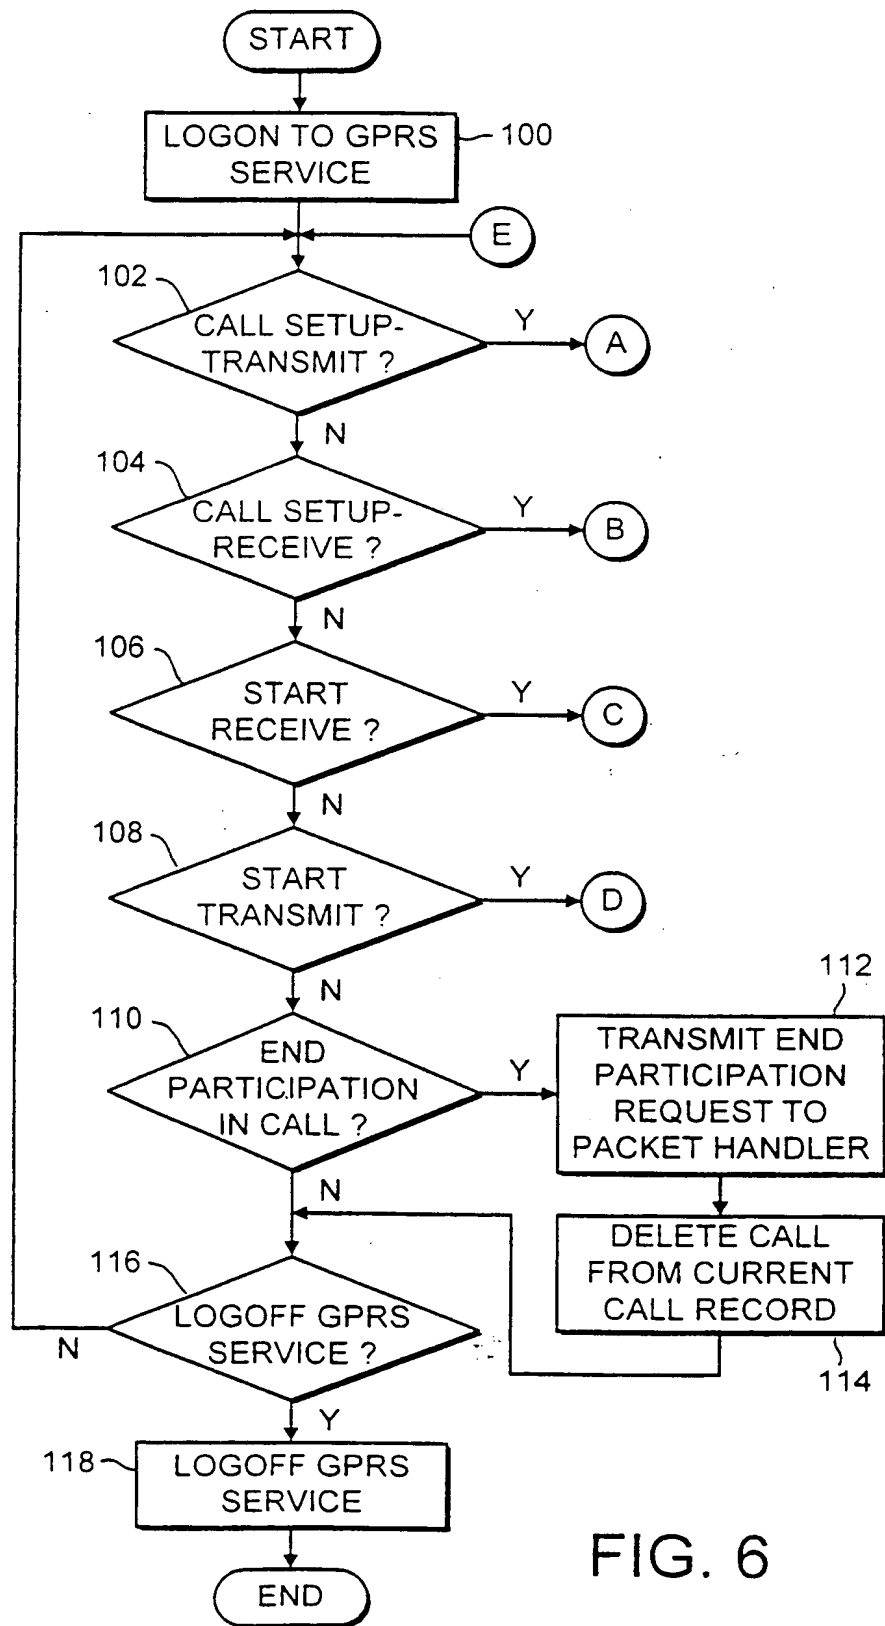 START
LOGON TO GPRS
SERVICE
100
E
102
CALL SETUP-
TRANSMIT ?
Y
A
N
104
CALL SETUP-
RECEIVE ?
Y
B
N
106
START
RECEIVE ?
Y
C
N
108
START
TRANSMIT ?
Y
D
N
110
END
PARTICIPATION
IN CALL ?
Y
112
TRANSMIT END
PARTICIPATION
REQUEST TO
PACKET HANDLER
N
DELETE CALL
FROM CURRENT
CALL RECORD
114
116
LOGOFF GPRS
SERVICE ?
N
Y
118
LOGOFF GPRS
SERVICE
END
FIG. 6